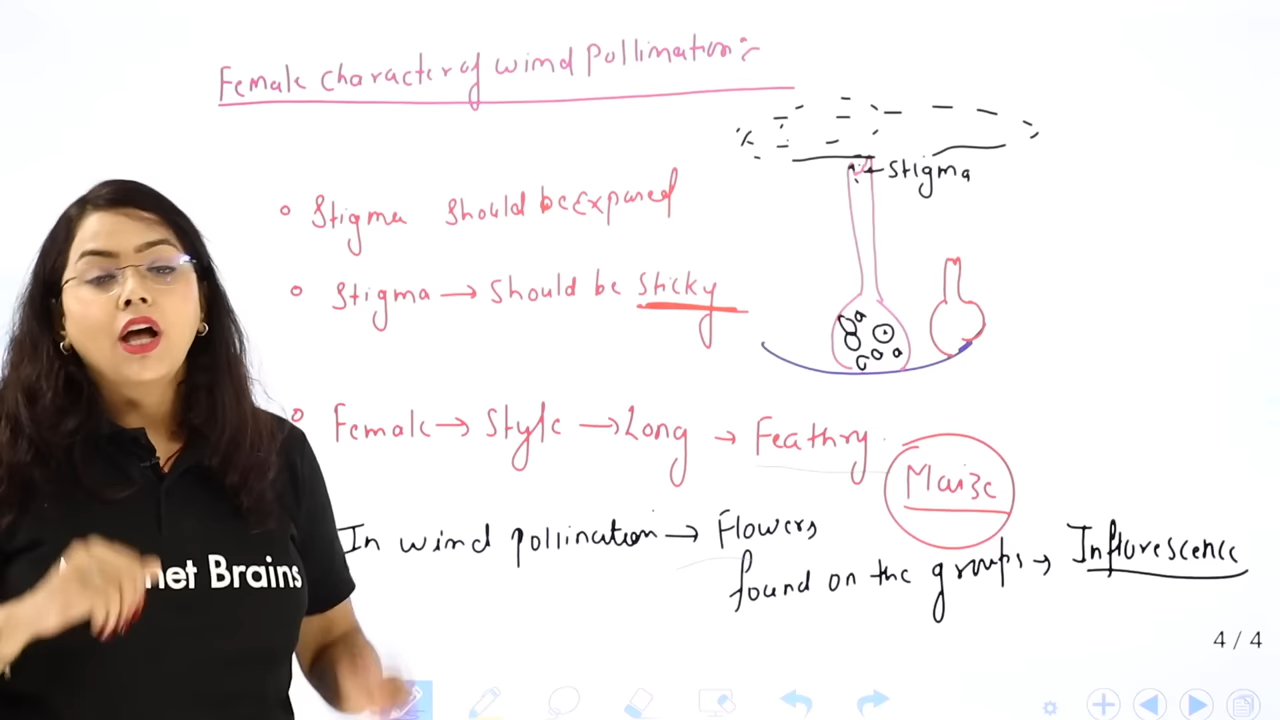 Female character of wind Pollination:-
Stigma
Stigma Should be Exposed
Stigma → Should be Sticky
Female → Style → Long → Feathry.
Maize
In wind pollination → Flowers
found on the groups → Inflorescence
net Brains
4 / 4